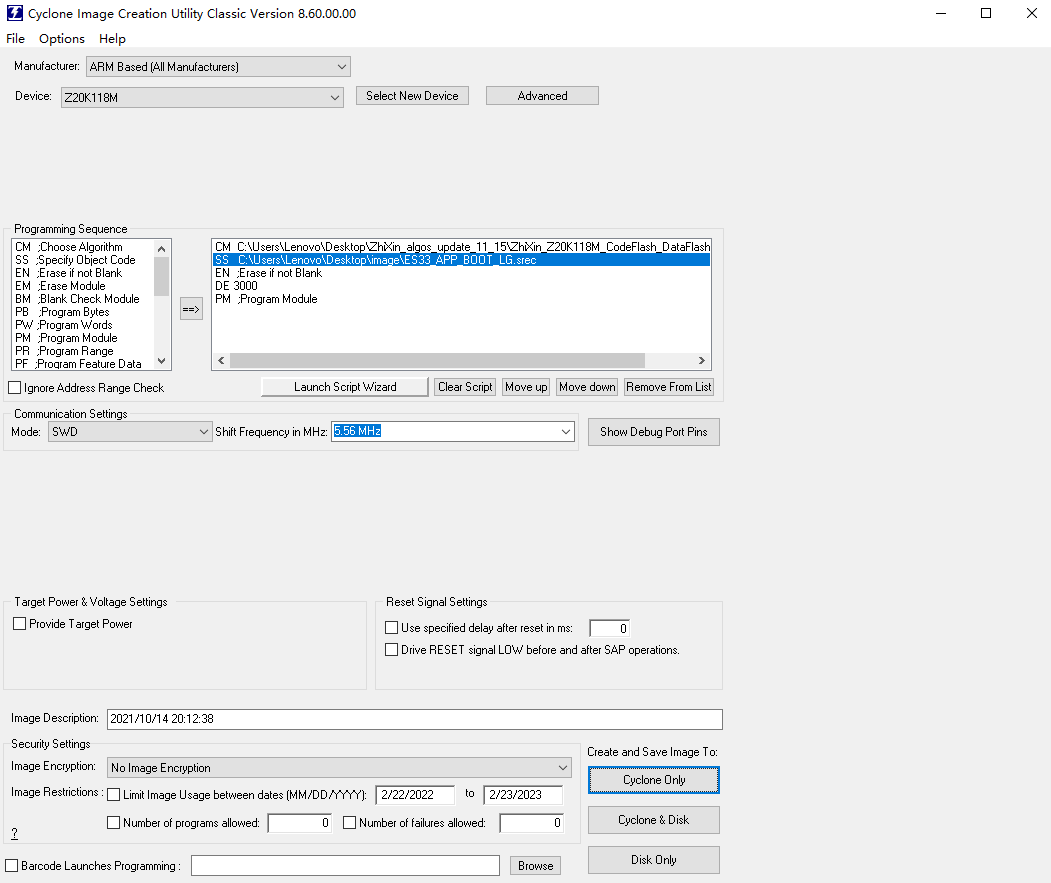 Cyclone Image Creation Utility Classic Version 8.60.00.00
File Options Help
Manufacturer: ARM Based (All Manufacturers)
Device: Z20K118M Select New Device Advanced
Programming Sequence
CM ;Choose Algorithm
SS ;Specify Object Code
EN ;Erase if not Blank
EM ;Erase Module
BM ;Blank Check Module
PB ;Program Bytes
PW ;Program Words
PM ;Program Module
PR ;Program Range
PF ;Program Feature Data
==>
CM C:\Users\Lenovo\Desktop\ZhiXin_algos_update_11_15\ZhiXin_Z20K118M_CodeFlash_DataFlash
SS C:\Users\Lenovo\Desktop\image\ES33_APP_BOOT_LG.srec
EN ;Erase if not Blank
DE 3000
PM ;Program Module
Ignore Address Range Check Launch Script Wizard Clear Script Move up Move down Remove From List
Communication Settings
Mode: SWD Shift Frequency in MHz: 5.56 MHz Show Debug Port Pins
Target Power & Voltage Settings
Provide Target Power
Reset Signal Settings
Use specified delay after reset in ms: 0
Drive RESET signal LOW before and after SAP operations.
Image Description: 2021/10/14 20:12:38
Security Settings
Image Encryption: No Image Encryption
Image Restrictions : Limit Image Usage between dates (MM/DD/YYYY): 2/22/2022 to 2/23/2023
? Number of programs allowed: 0 Number of failures allowed: 0
Create and Save Image To:
Cyclone Only
Cyclone & Disk
Disk Only
Barcode Launches Programming : Browse